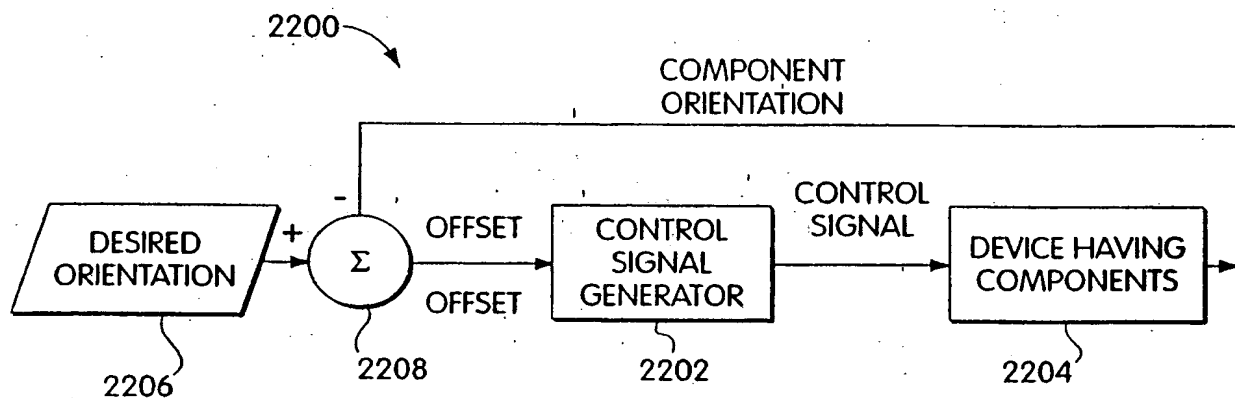 2200
COMPONENT
ORIENTATION
-
+
DESIRED
ORIENTATION
Σ
OFFSET
OFFSET
CONTROL
SIGNAL
GENERATOR
CONTROL
SIGNAL
DEVICE HAVING
COMPONENTS
2206
2208
2202
2204